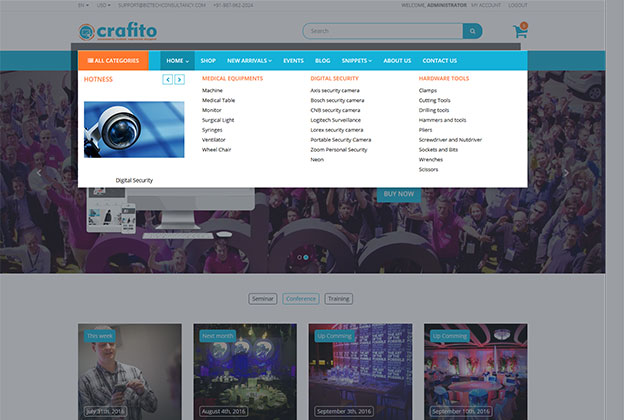 EN USD SUPPORT@BIZTECHCONSULTANCY.COM +91-987-962-2004 WELCOME, ADMINISTRATOR MY ACCOUNT LOGOUT
crafito
Search
ALL CATEGORIES HOME SHOP NEW ARRIVALS EVENTS BLOG SNIPPETS ABOUT US CONTACT US
HOTNESS
Digital Security
MEDICAL EQUIPMENTS
Machine
Medical Table
Monitor
Surgical Light
Syringes
Ventilator
Wheel Chair
DIGITAL SECURITY
Axis security camera
Bosch security camera
CNB security camera
Logitech Surveillance
Lorex security camera
Portable Security Camera
Zoom Personal Security
Neon
HARDWARE TOOLS
Clamps
Cutting Tools
Drilling tools
Hammers and tools
Pliers
Screwdriver and Nutdriver
Sockets and Bits
Wrenches
Scissors
BUY NOW
Seminar Conference Training
This week
July 31th, 2016
Next month
August 4th, 2016
Up Comming
September 3th, 2016
Up Comming
September 10th, 2016